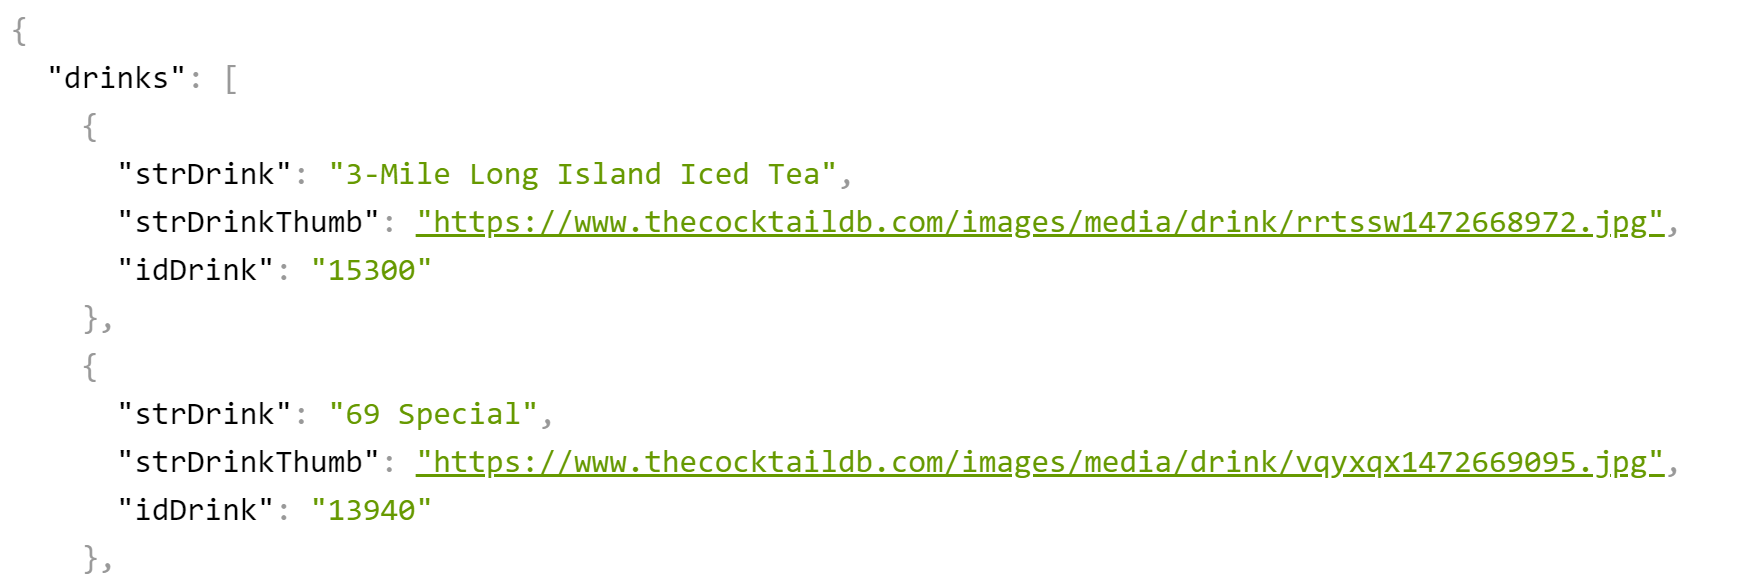 {
  "drinks": [
    {
      "strDrink": "3-Mile Long Island Iced Tea",
      "strDrinkThumb": "https://www.thecocktaildb.com/images/media/drink/rrtssw1472668972.jpg",
      "idDrink": "15300"
    },
    {
      "strDrink": "69 Special",
      "strDrinkThumb": "https://www.thecocktaildb.com/images/media/drink/vqyxqx1472669095.jpg",
      "idDrink": "13940"
    },